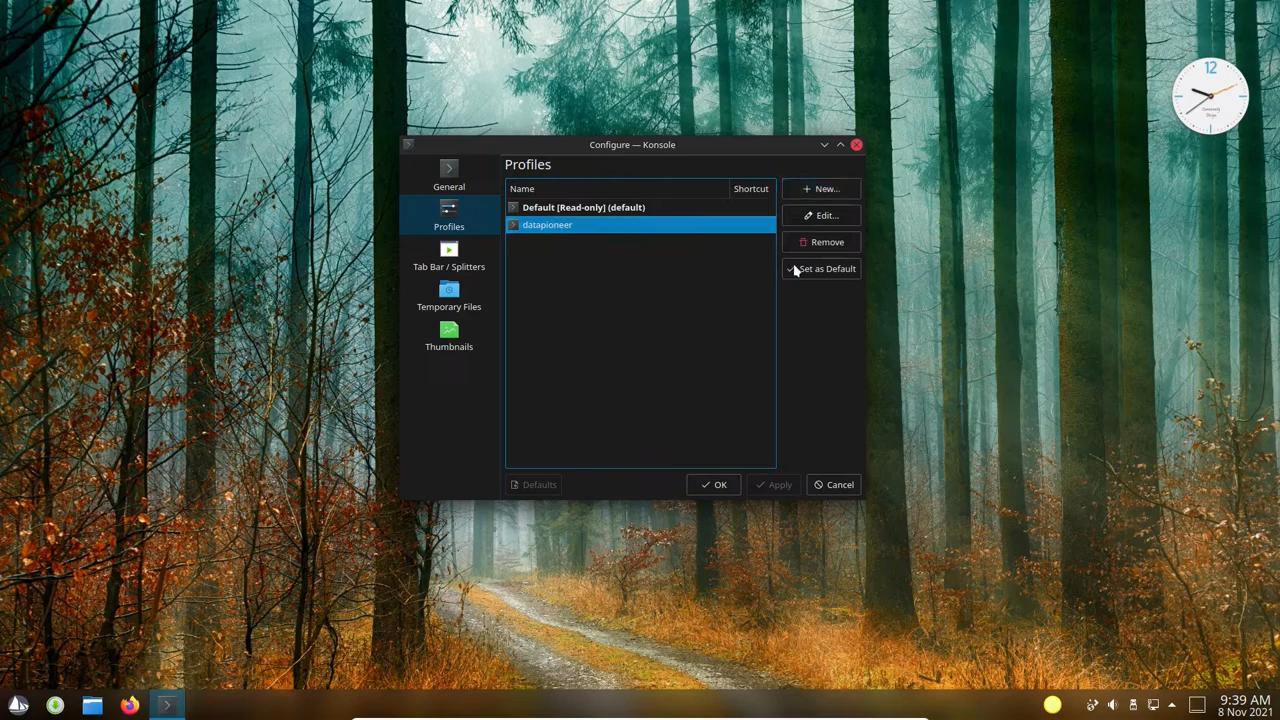 12
Configure — Konsole
General
Profiles
Tab Bar / Splitters
Temporary Files
Thumbnails
Profiles
Name
Shortcut
Default [Read-only] (default)
datapioneer
New...
Edit...
Remove
Set as Default
Defaults
OK
Apply
Cancel
9:39 AM
8 Nov 2021